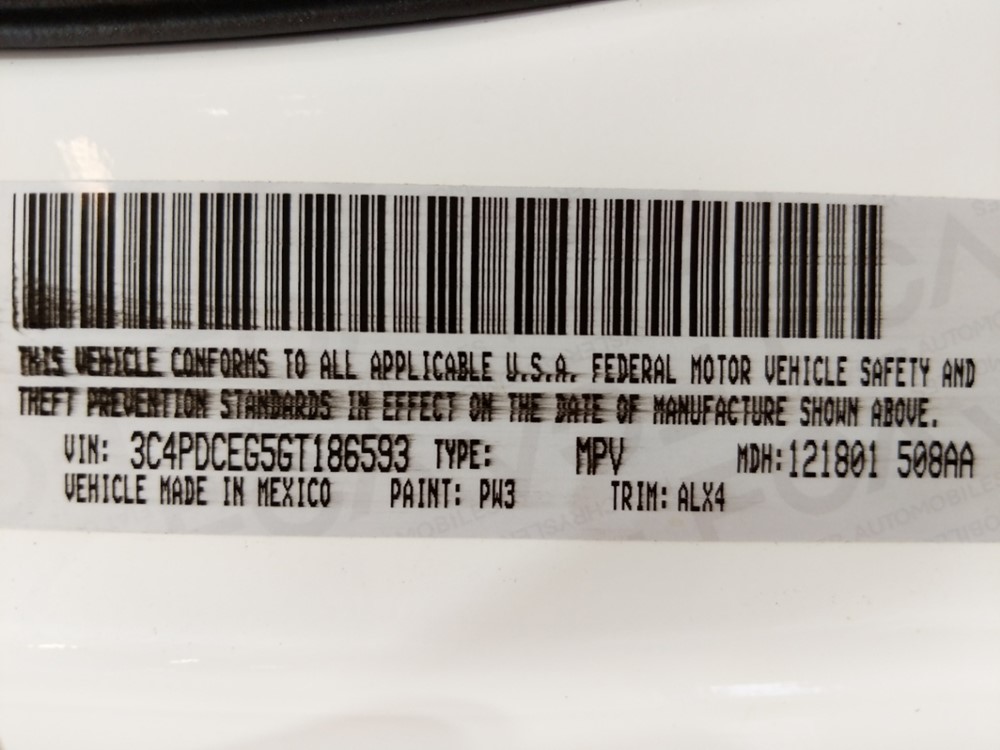 THIS VEHICLE CONFORMS TO ALL APPLICABLE U.S.A. FEDERAL MOTOR VEHICLE SAFETY AND
THEFT PREVENTION STANDARDS IN EFFECT ON THE DATE OF MANUFACTURE SHOWN ABOVE.
VIN: 3C4PDCEG5GT186593 TYPE: MPV MDH:121801 508AA
VEHICLE MADE IN MEXICO PAINT: PW3 TRIM: ALX4